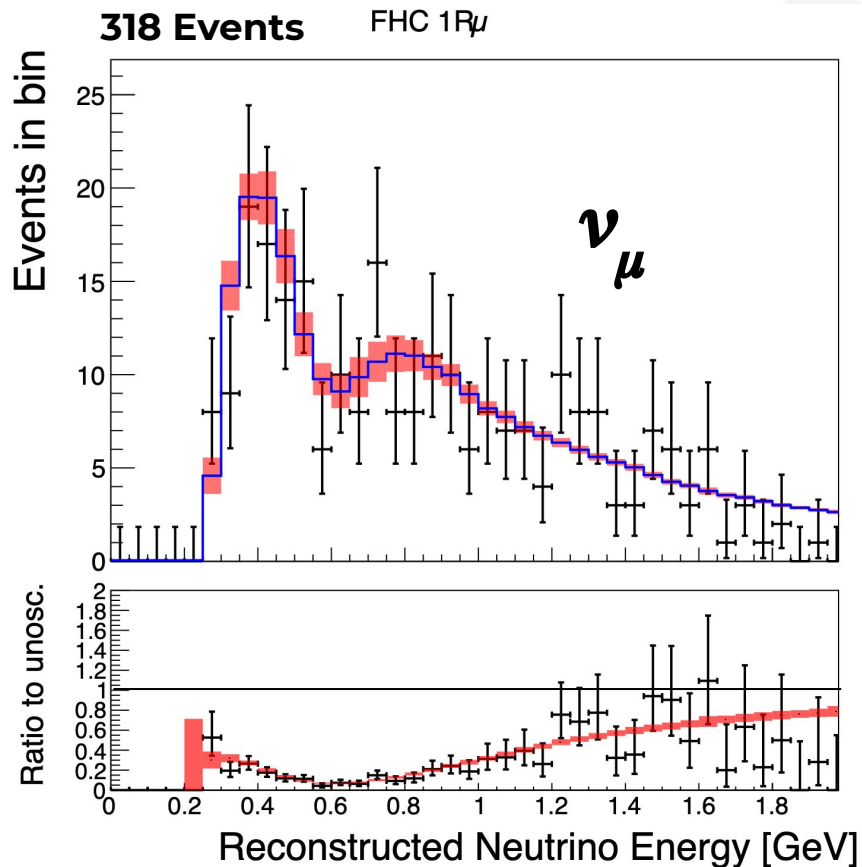 318 Events FHC 1Rμ
Events in bin
25
20
15
10
5
0
ν
μ
Ratio to unosc.
2
1.8
1.6
1.4
1.2
1
0.8
0.6
0.4
0.2
0
0 0.2 0.4 0.6 0.8 1 1.2 1.4 1.6 1.8
Reconstructed Neutrino Energy [GeV]